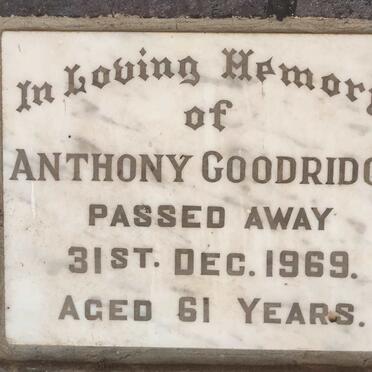 In Loving Memor
of
ANTHONY GOODRIDG
PASSED AWAY
31ST. DEC. 1969.
AGED 61 YEARS.